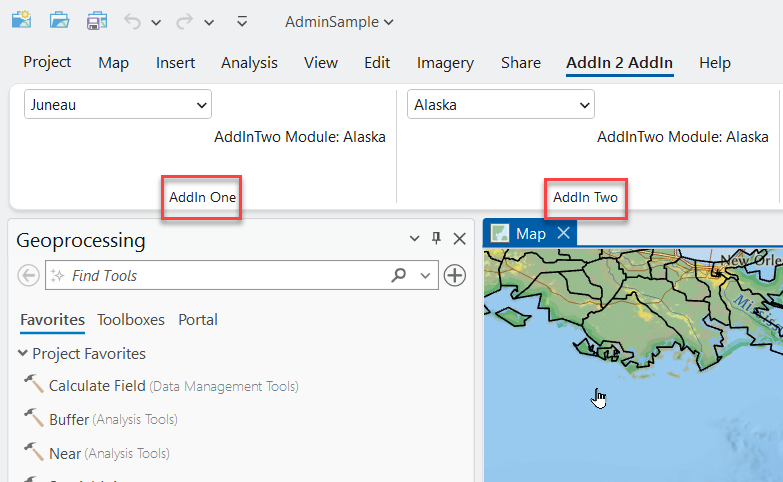 AdminSample
Project Map Insert Analysis View Edit Imagery Share AddIn 2 AddIn Help
Juneau
AddInTwo Module: Alaska
AddIn One
Alaska
AddInTwo Module: Alaska
AddIn Two
Geoprocessing
Find Tools
Favorites Toolboxes Portal
Project Favorites
Calculate Field (Data Management Tools)
Buffer (Analysis Tools)
Near (Analysis Tools)
Map
New Orle
Mississi